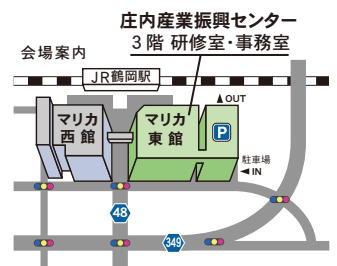 庄内産業振興センター
3階 研修室・事務室
会場案内
JR鶴岡駅
▲OUT
マリカ
西館
マリカ
東館
P
駐車場
◀IN
48
349